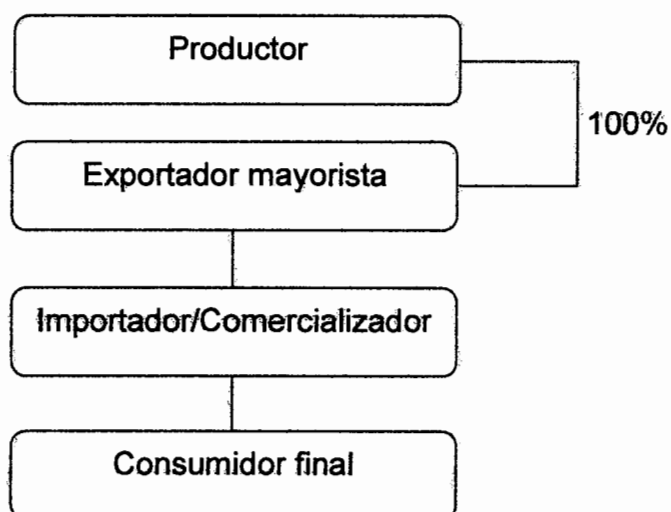 Productor
100%
Exportador mayorista
Importador/Comercializador
Consumidor final